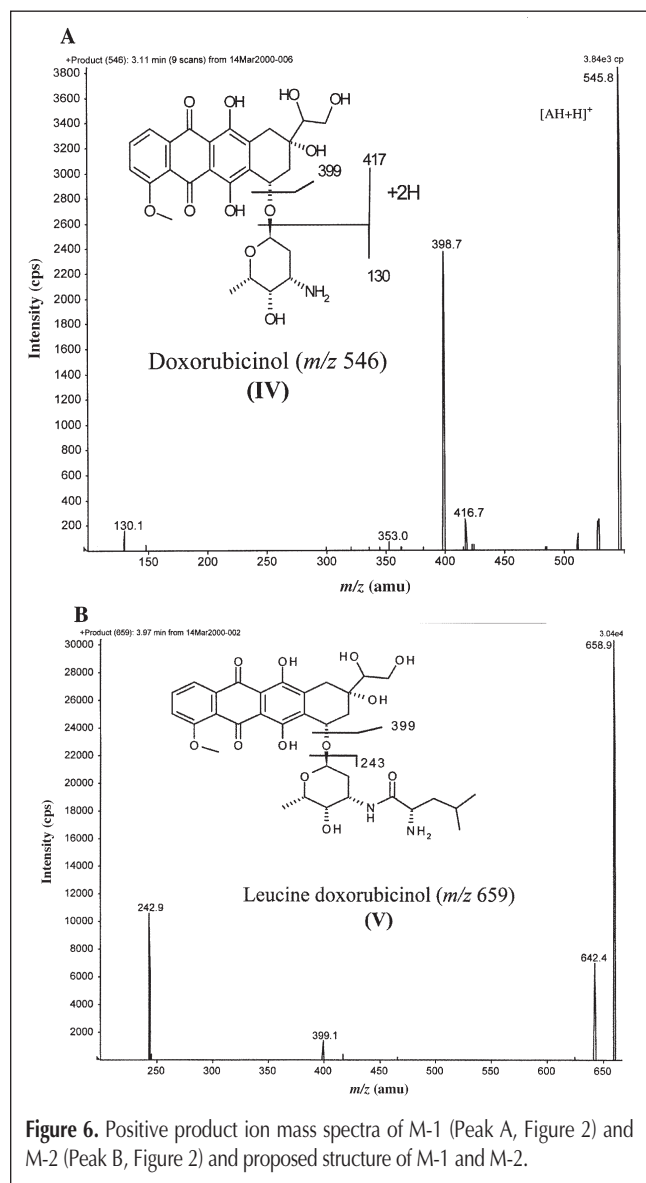 A
+Product (546): 3.11 min (9 scans) from 14Mar2000-006
3.84e3 cp
3800
3600
3400
3200
3000
2800
2600
2400
2200
2000
1800
1600
1400
1200
1000
800
600
400
200
Intensity (cps)
545.8
[AH+H]+
HO
OH
O
OH
OH
399
417
+2H
O
O
OH
O
O
NH2
OH
130
398.7
Doxorubicinol (m/z 546)
(IV)
130.1
353.0
416.7
150
200
250
300
350
400
450
500
m/z (amu)
B
+Product (659): 3.97 min from 14Mar2000-002
3.04e4
30000
28000
26000
24000
22000
20000
18000
16000
14000
12000
10000
8000
6000
4000
2000
Intensity (cps)
658.9
HO
OH
O
OH
OH
399
O
O
OH
O
243
O
O
N
H
OH
NH2
Leucine doxorubicinol (m/z 659)
(V)
242.9
642.4
399.1
250
300
350
400
450
500
550
600
650
m/z (amu)
Figure 6. Positive product ion mass spectra of M-1 (Peak A, Figure 2) and
M-2 (Peak B, Figure 2) and proposed structure of M-1 and M-2.